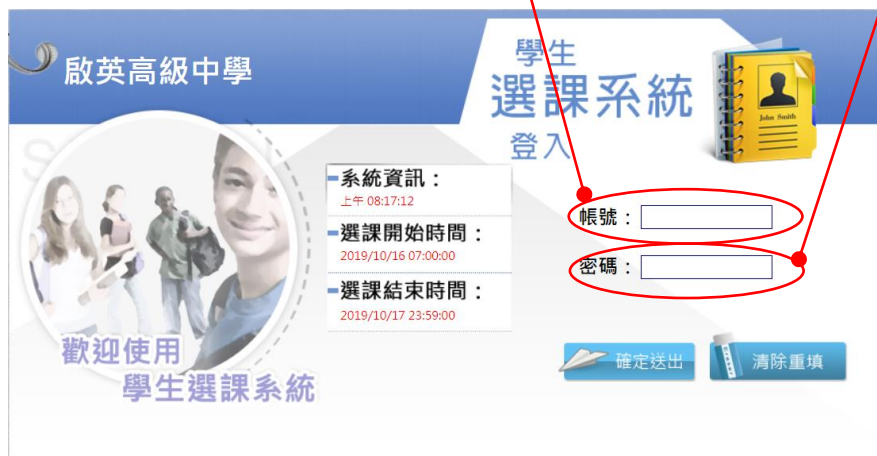 啟英高級中學
學生
選課系統
登入
John Smith
系統資訊：
上午 08:17:12
選課開始時間：
2019/10/16 07:00:00
選課結束時間：
2019/10/17 23:59:00
帳號：
密碼：
確定送出
清除重填
歡迎使用
學生選課系統